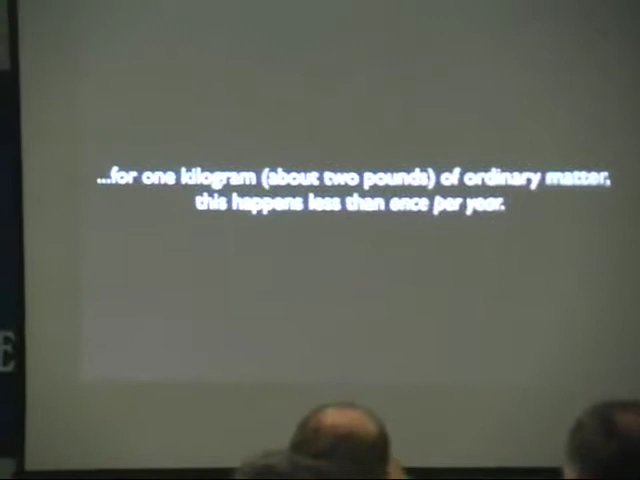 ...for one kilogram (about two pounds) of ordinary matter,
this happens less than once per year.
E